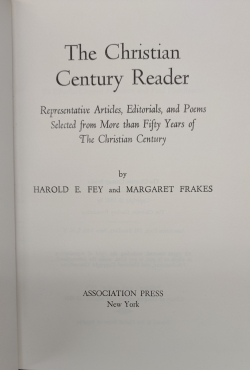 The Christian
Century Reader
Representative Articles, Editorials, and Poems
Selected from More than Fifty Years of
The Christian Century
by
HAROLD E. FEY and MARGARET FRAKES
ASSOCIATION PRESS
New York